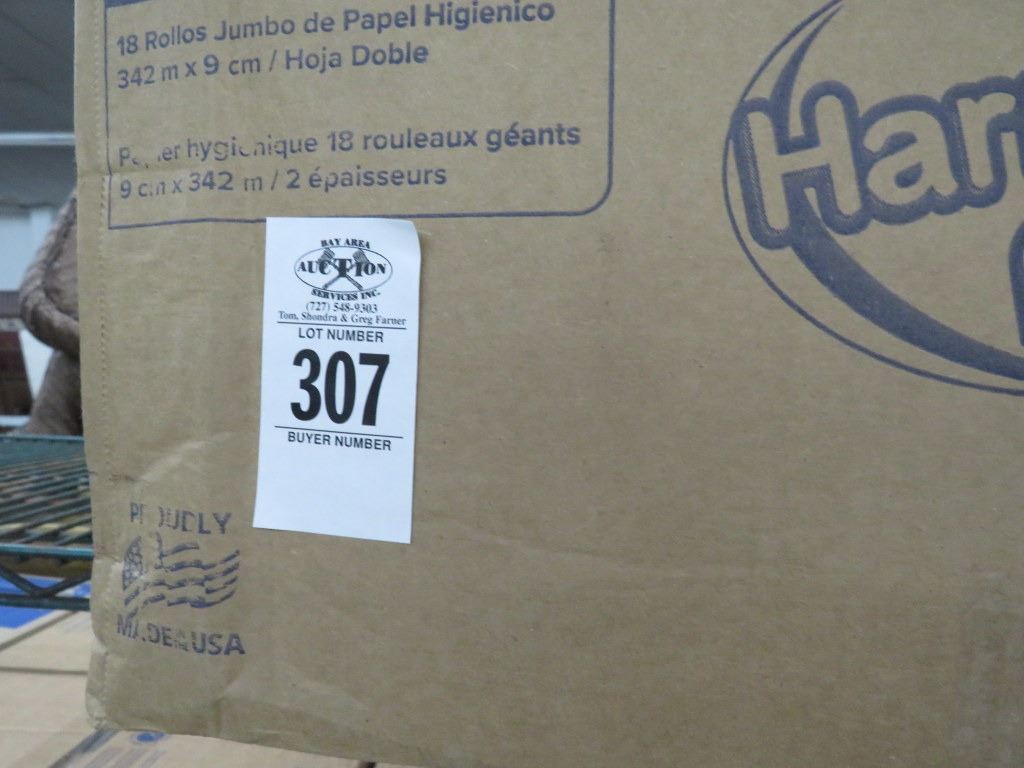 18 Rollos Jumbo de Papel Higienico
342 m x 9 cm / Hoja Doble
hygiénique 18 rouleaux géants
9 cm x 342 m / 2 épaisseurs
Har
BAY AREA
AUCTION
SERVICES INC.
(727) 548-9303
Tom, Shondra & Greg Farner
LOT NUMBER
307
BUYER NUMBER
PROUDLY
MADE USA